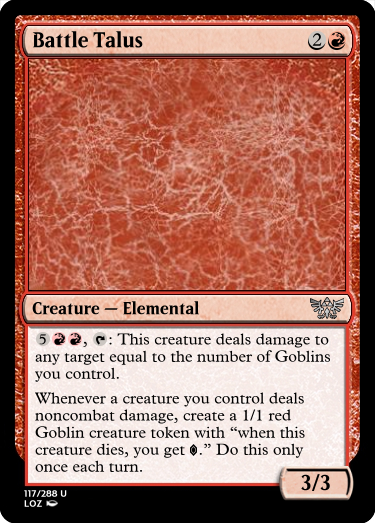 Battle Talus 2
Creature — Elemental
5, : This creature deals damage to
any target equal to the number of Goblins
you control.
Whenever a creature you control deals
noncombat damage, create a 1/1 red
Goblin creature token with “when this
creature dies, you get .” Do this only
once each turn.
3/3
117/288 U
LOZ